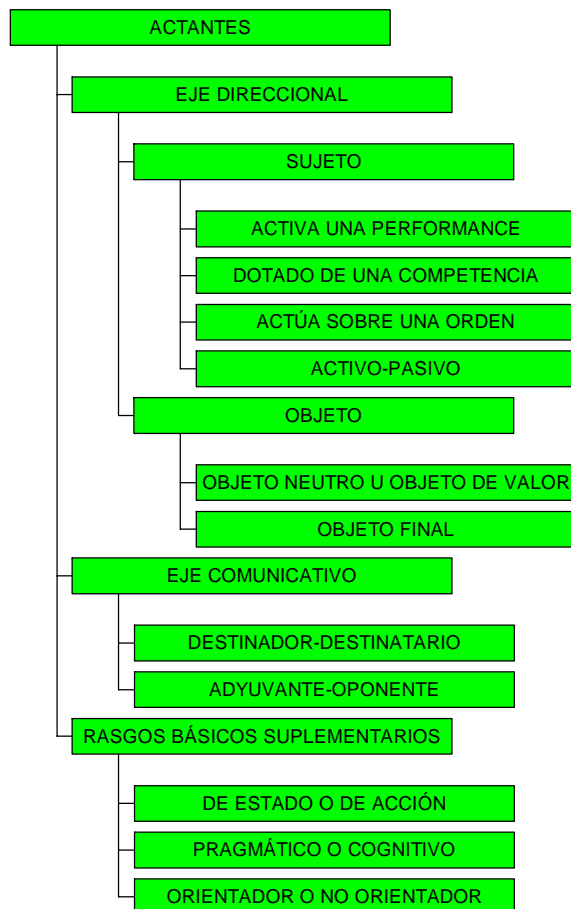 ACTANTES
EJE DIRECCIONAL
SUJETO
ACTIVA UNA PERFORMANCE
DOTADO DE UNA COMPETENCIA
ACTÚA SOBRE UNA ORDEN
ACTIVO-PASIVO
OBJETO
OBJETO NEUTRO U OBJETO DE VALOR
OBJETO FINAL
EJE COMUNICATIVO
DESTINADOR-DESTINATARIO
ADYUVANTE-OPONENTE
RASGOS BÁSICOS SUPLEMENTARIOS
DE ESTADO O DE ACCIÓN
PRAGMÁTICO O COGNITIVO
ORIENTADOR O NO ORIENTADOR